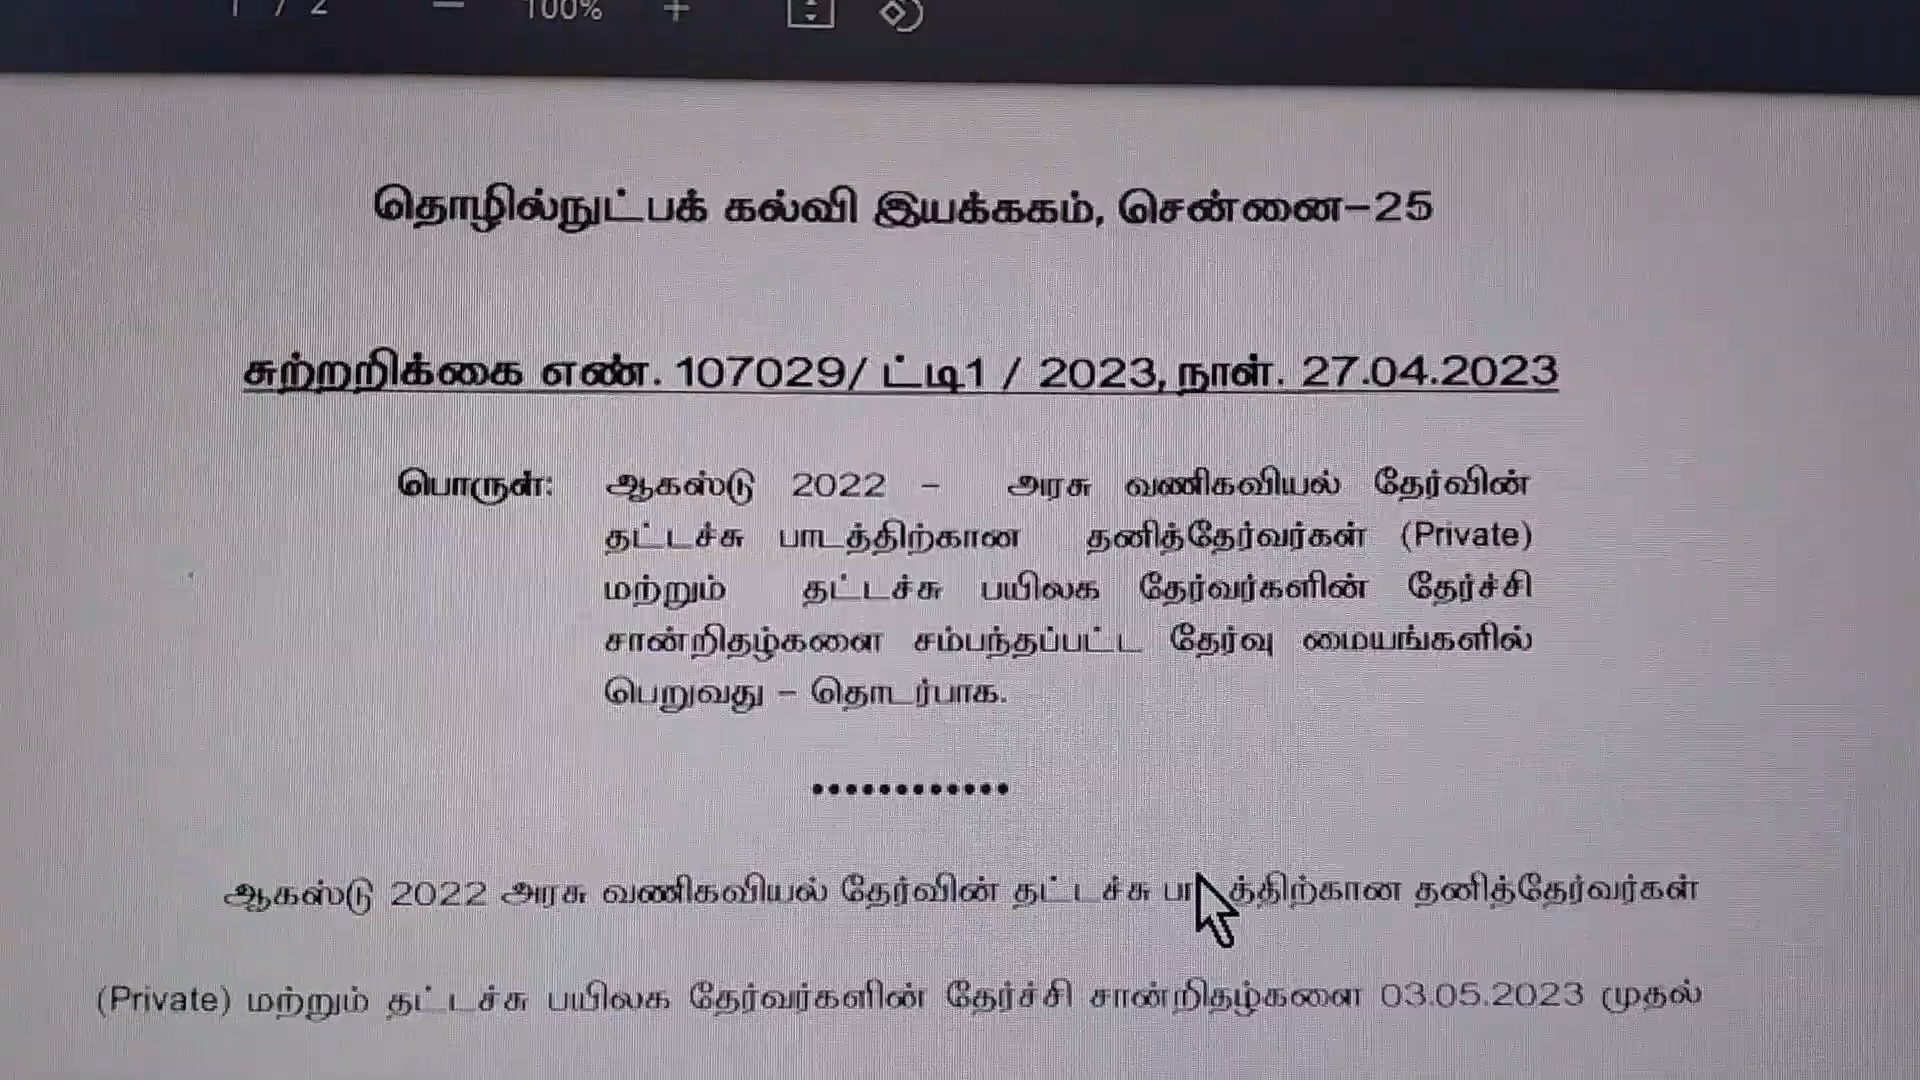 1 / 2 — 100% +
தொழில்நுட்பக் கல்வி இயக்ககம், சென்னை-25
சுற்றறிக்கை எண். 107029/ ட்டி1 / 2023, நாள். 27.04.2023
பொருள்: ஆகஸ்டு 2022 – அரசு வணிகவியல் தேர்வின்
தட்டச்சு பாடத்திற்கான தனித்தேர்வர்கள் (Private)
மற்றும் தட்டச்சு பயிலக தேர்வர்களின் தேர்ச்சி
சான்றிதழ்களை சம்பந்தப்பட்ட தேர்வு மையங்களில்
பெறுவது – தொடர்பாக.
............
ஆகஸ்டு 2022 அரசு வணிகவியல் தேர்வின் தட்டச்சு பாடத்திற்கான தனித்தேர்வர்கள்
(Private) மற்றும் தட்டச்சு பயிலக தேர்வர்களின் தேர்ச்சி சான்றிதழ்களை 03.05.2023 முதல்